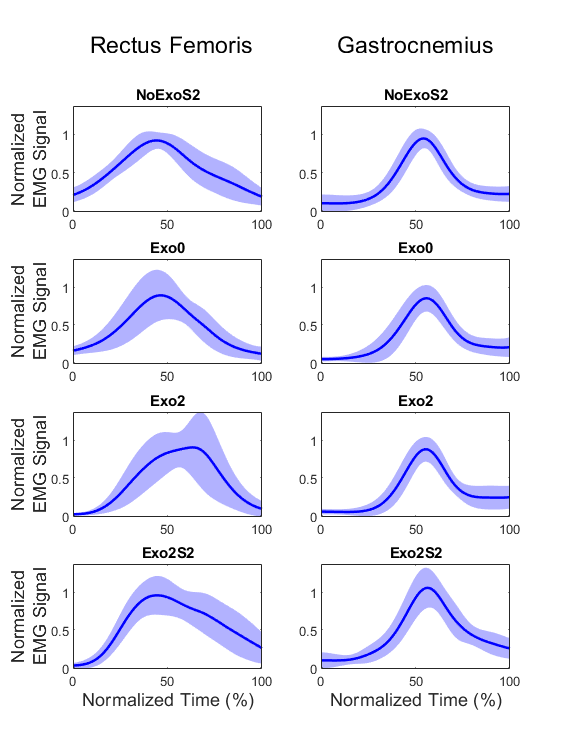 Rectus Femoris Gastrocnemius
NoExoS2 NoExoS2
Normalized
EMG Signal
1 1
0.5 0.5
0 0
0 50 100 0 50 100
Exo0 Exo0
Normalized
EMG Signal
1 1
0.5 0.5
0 0
0 50 100 0 50 100
Exo2 Exo2
Normalized
EMG Signal
1 1
0.5 0.5
0 0
0 50 100 0 50 100
Exo2S2 Exo2S2
Normalized
EMG Signal
1 1
0.5 0.5
0 0
0 50 100 0 50 100
Normalized Time (%) Normalized Time (%)